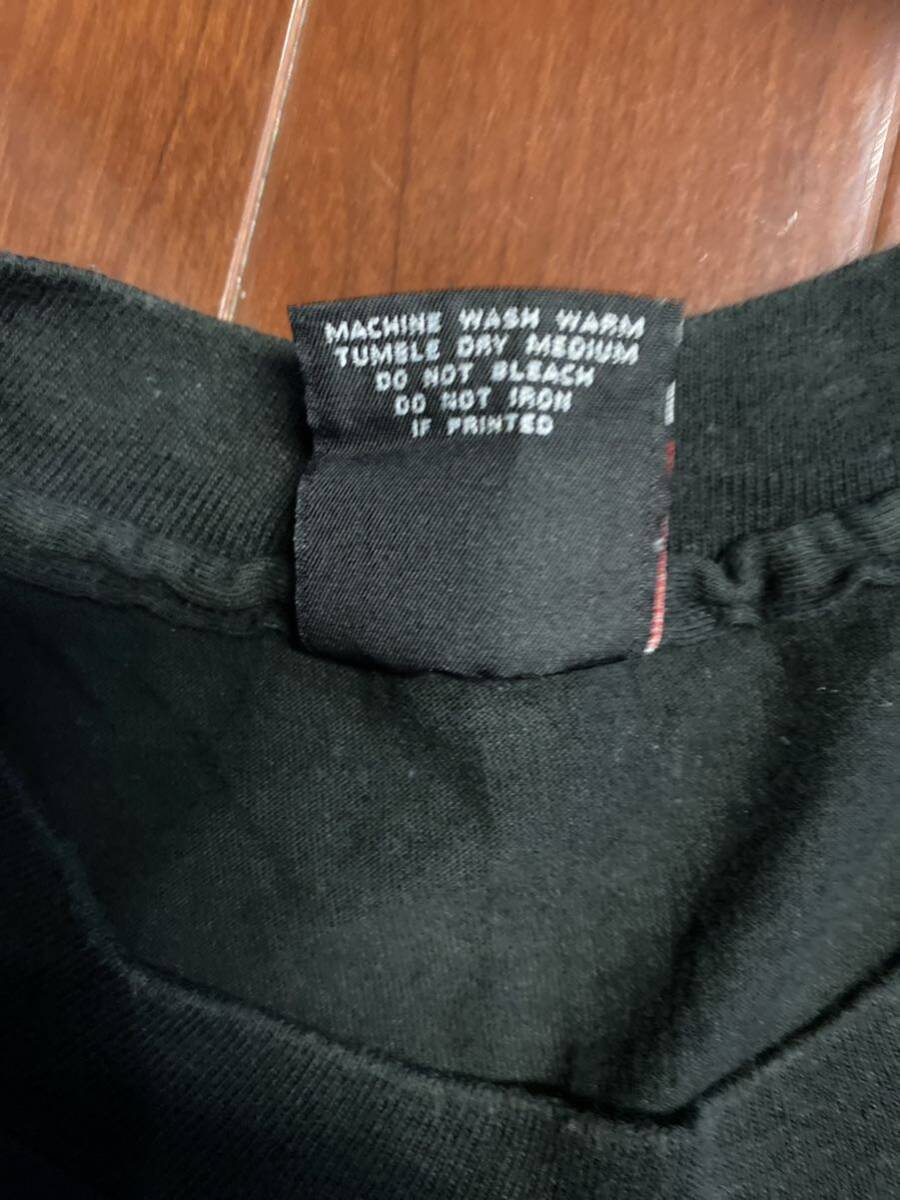 MACHINE WASH WARM
TUMBLE DRY MEDIUM
DO NOT BLEACH
DO NOT IRON
IF PRINTED